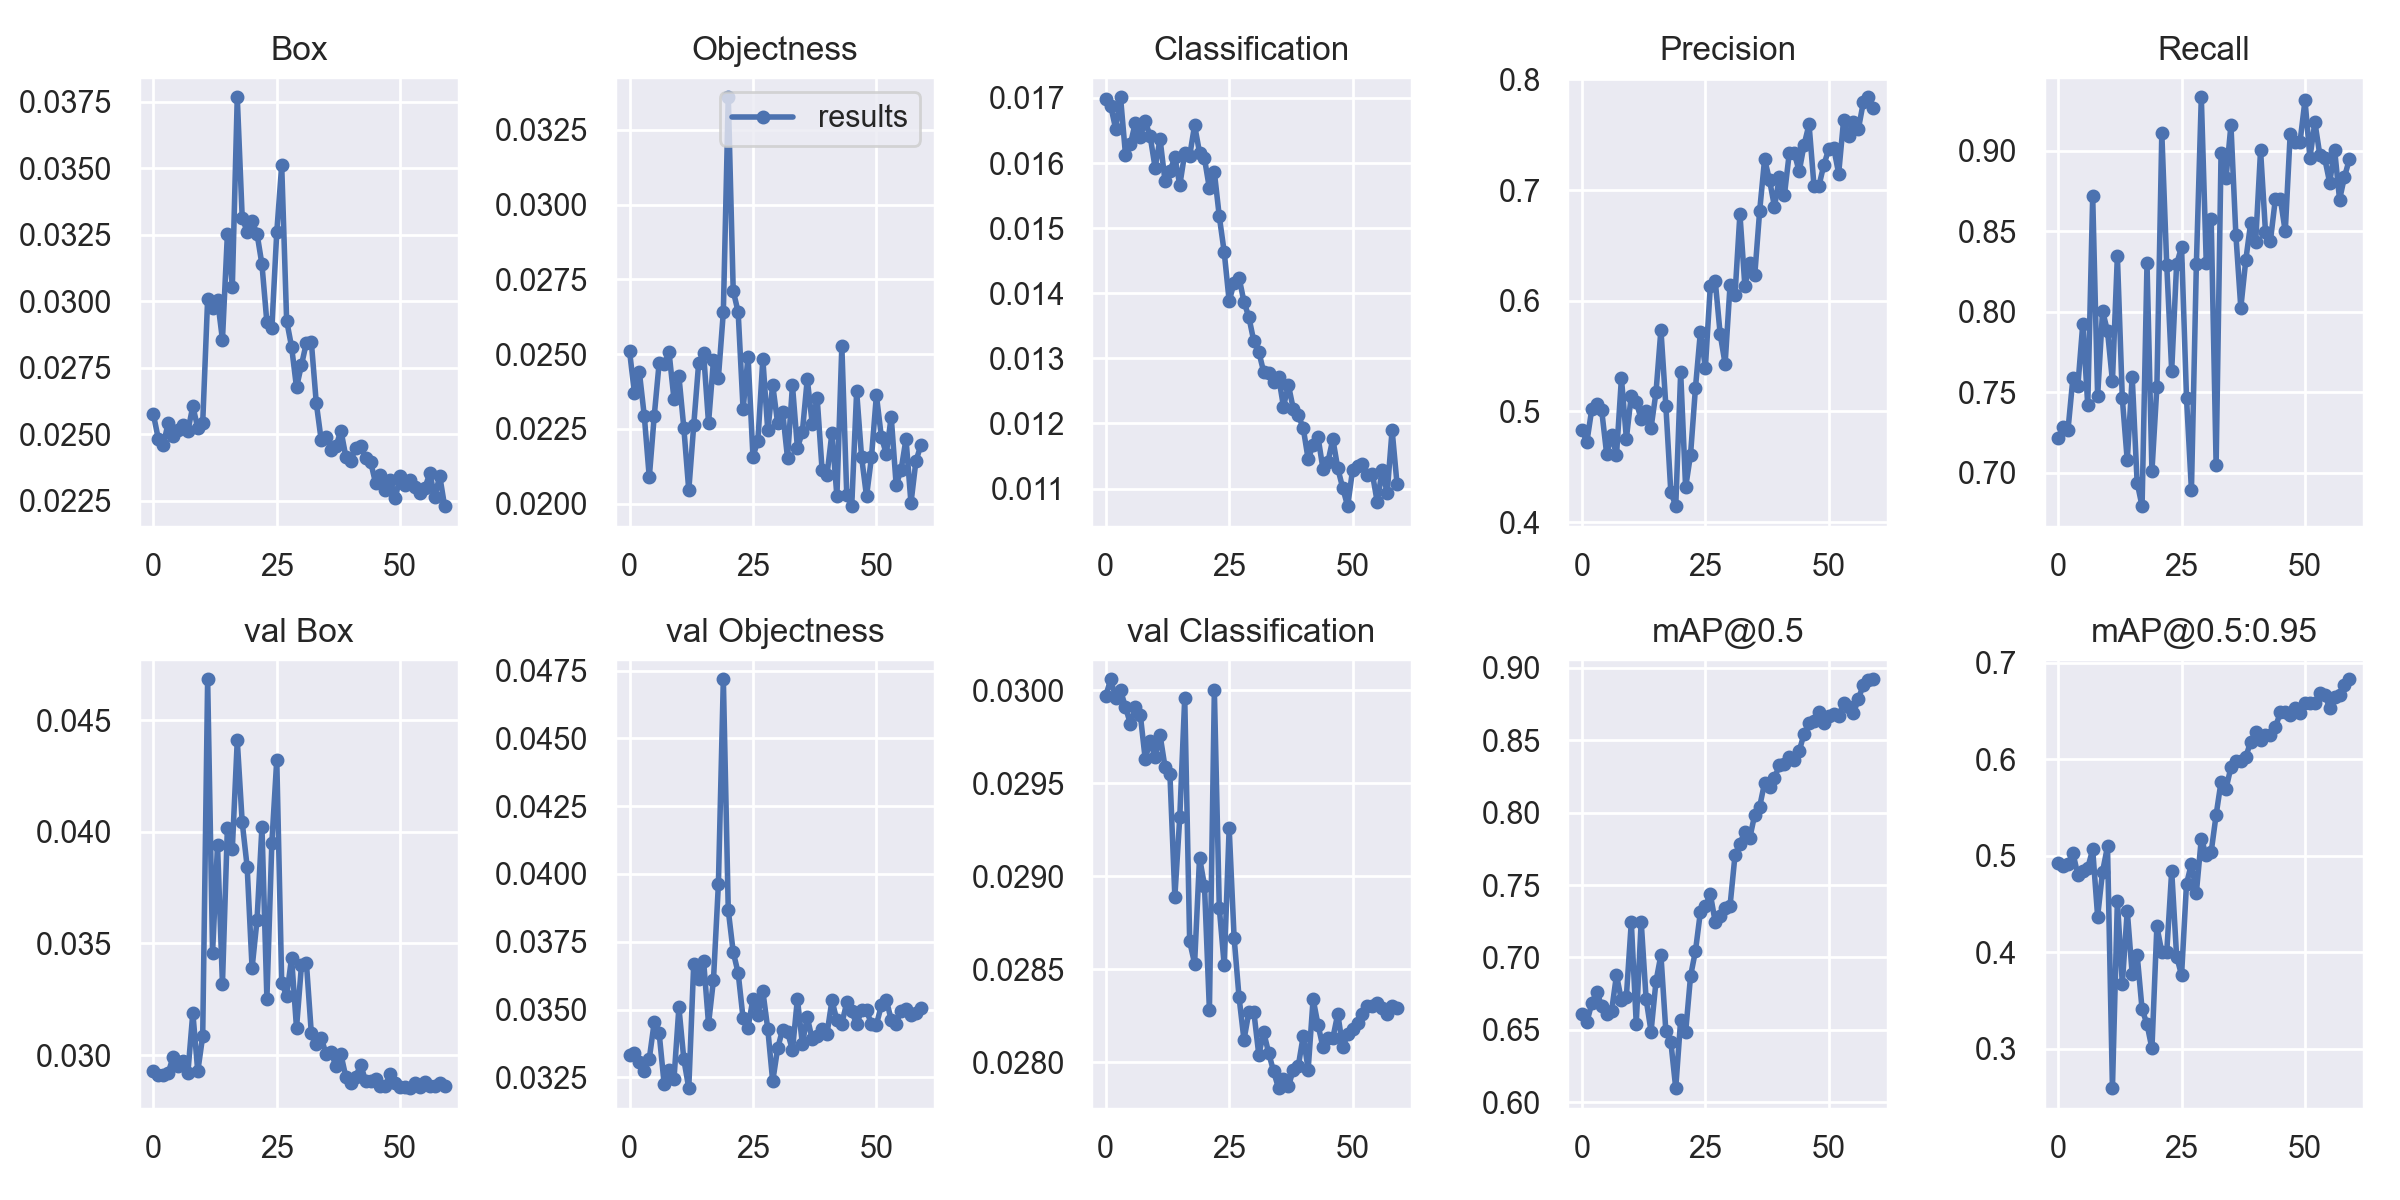 Box
Objectness
Classification
Precision
Recall
0.0375
0.0350
0.0325
0.0300
0.0275
0.0250
0.0225
0 25 50
results
0.0325
0.0300
0.0275
0.0250
0.0225
0.0200
0 25 50
0.017
0.016
0.015
0.014
0.013
0.012
0.011
0 25 50
0.8
0.7
0.6
0.5
0.4
0 25 50
0.90
0.85
0.80
0.75
0.70
0 25 50
val Box
val Objectness
val Classification
mAP@0.5
mAP@0.5:0.95
0.045
0.040
0.035
0.030
0 25 50
0.0475
0.0450
0.0425
0.0400
0.0375
0.0350
0.0325
0 25 50
0.0300
0.0295
0.0290
0.0285
0.0280
0 25 50
0.90
0.85
0.80
0.75
0.70
0.65
0.60
0 25 50
0.7
0.6
0.5
0.4
0.3
0 25 50